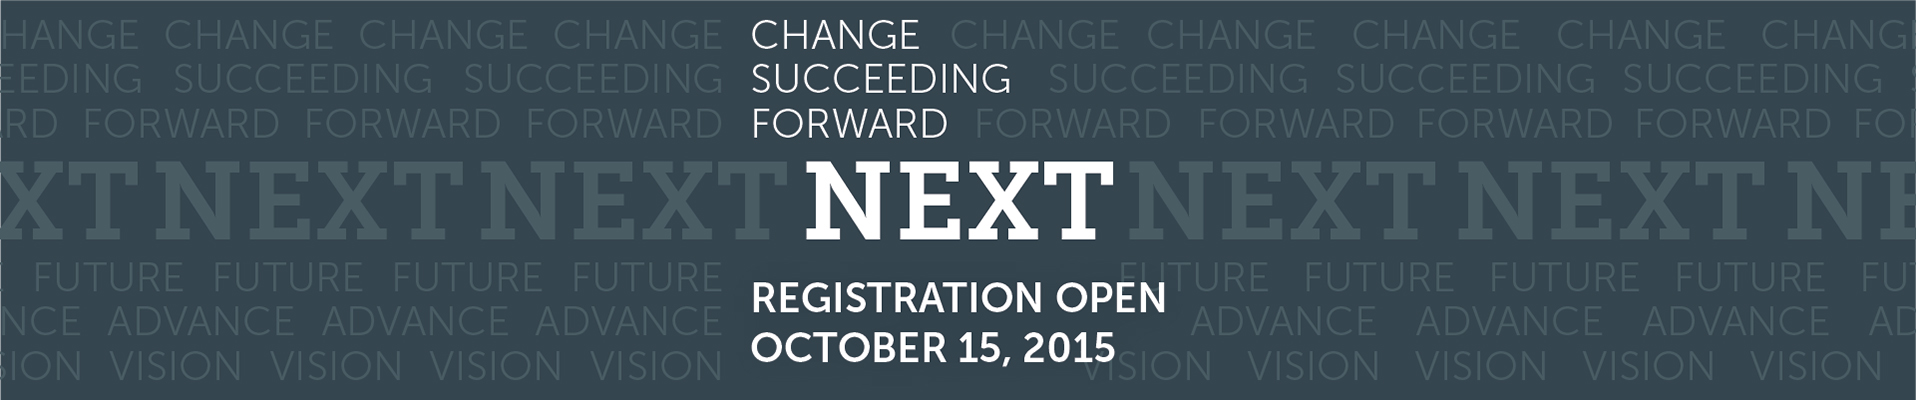 HANGE CHANGE CHANGE CHANGE CHANGE CHANGE CHANGE CHANGE CHANGE CHANG
EEDING SUCCEEDING SUCCEEDING SUCCEEDING SUCCEEDING SUCCEEDING SUCCEEDING
RD FORWARD FORWARD FORWARD FORWARD FORWARD FORWARD FORWARD FORWARD FO
XT NEXT NEXT NEXT NEXT NEXT NE
FUTURE FUTURE FUTURE FUTURE FUTURE FUTURE FUTURE FUTURE FU
REGISTRATION OPEN
NCE ADVANCE ADVANCE ADVANCE ADVANCE ADVANCE ADVANCE AD
OCTOBER 15, 2015
SION VISION VISION VISION VISION VISION VISION VISION VISION VISION